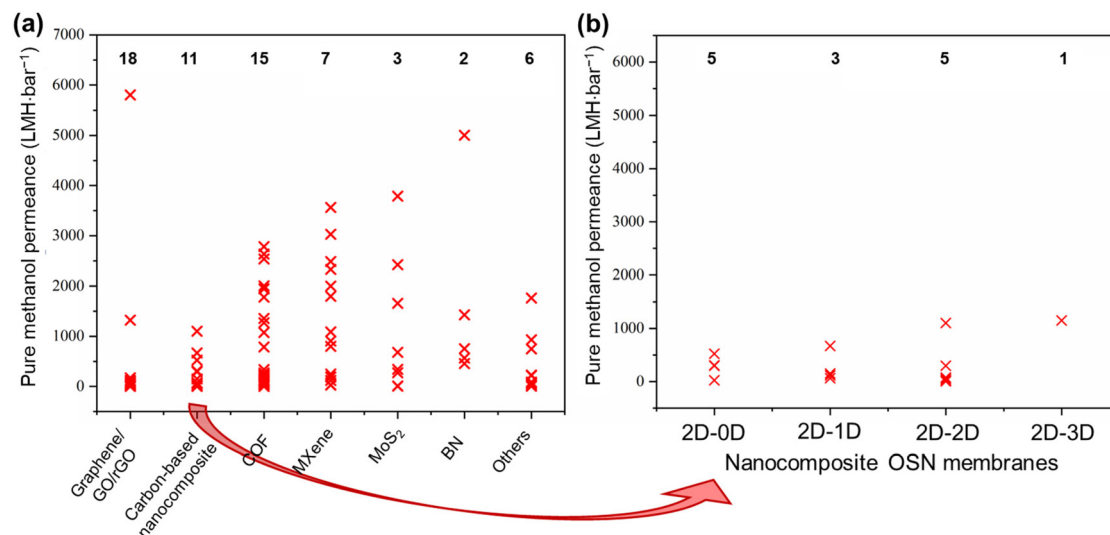 (a)
Pure methanol permeance (LMH·bar⁻¹)
7000
6000
5000
4000
3000
2000
1000
0
18 11 15 7 3 2 6
Graphene/
GO/rGO
Carbon-based
nanocomposite
COF
MXene
MoS₂
BN
Others
(b)
Pure methanol permeance (LMH·bar⁻¹)
6000
5000
4000
3000
2000
1000
0
5 3 5 1
2D-0D 2D-1D 2D-2D 2D-3D
Nanocomposite OSN membranes